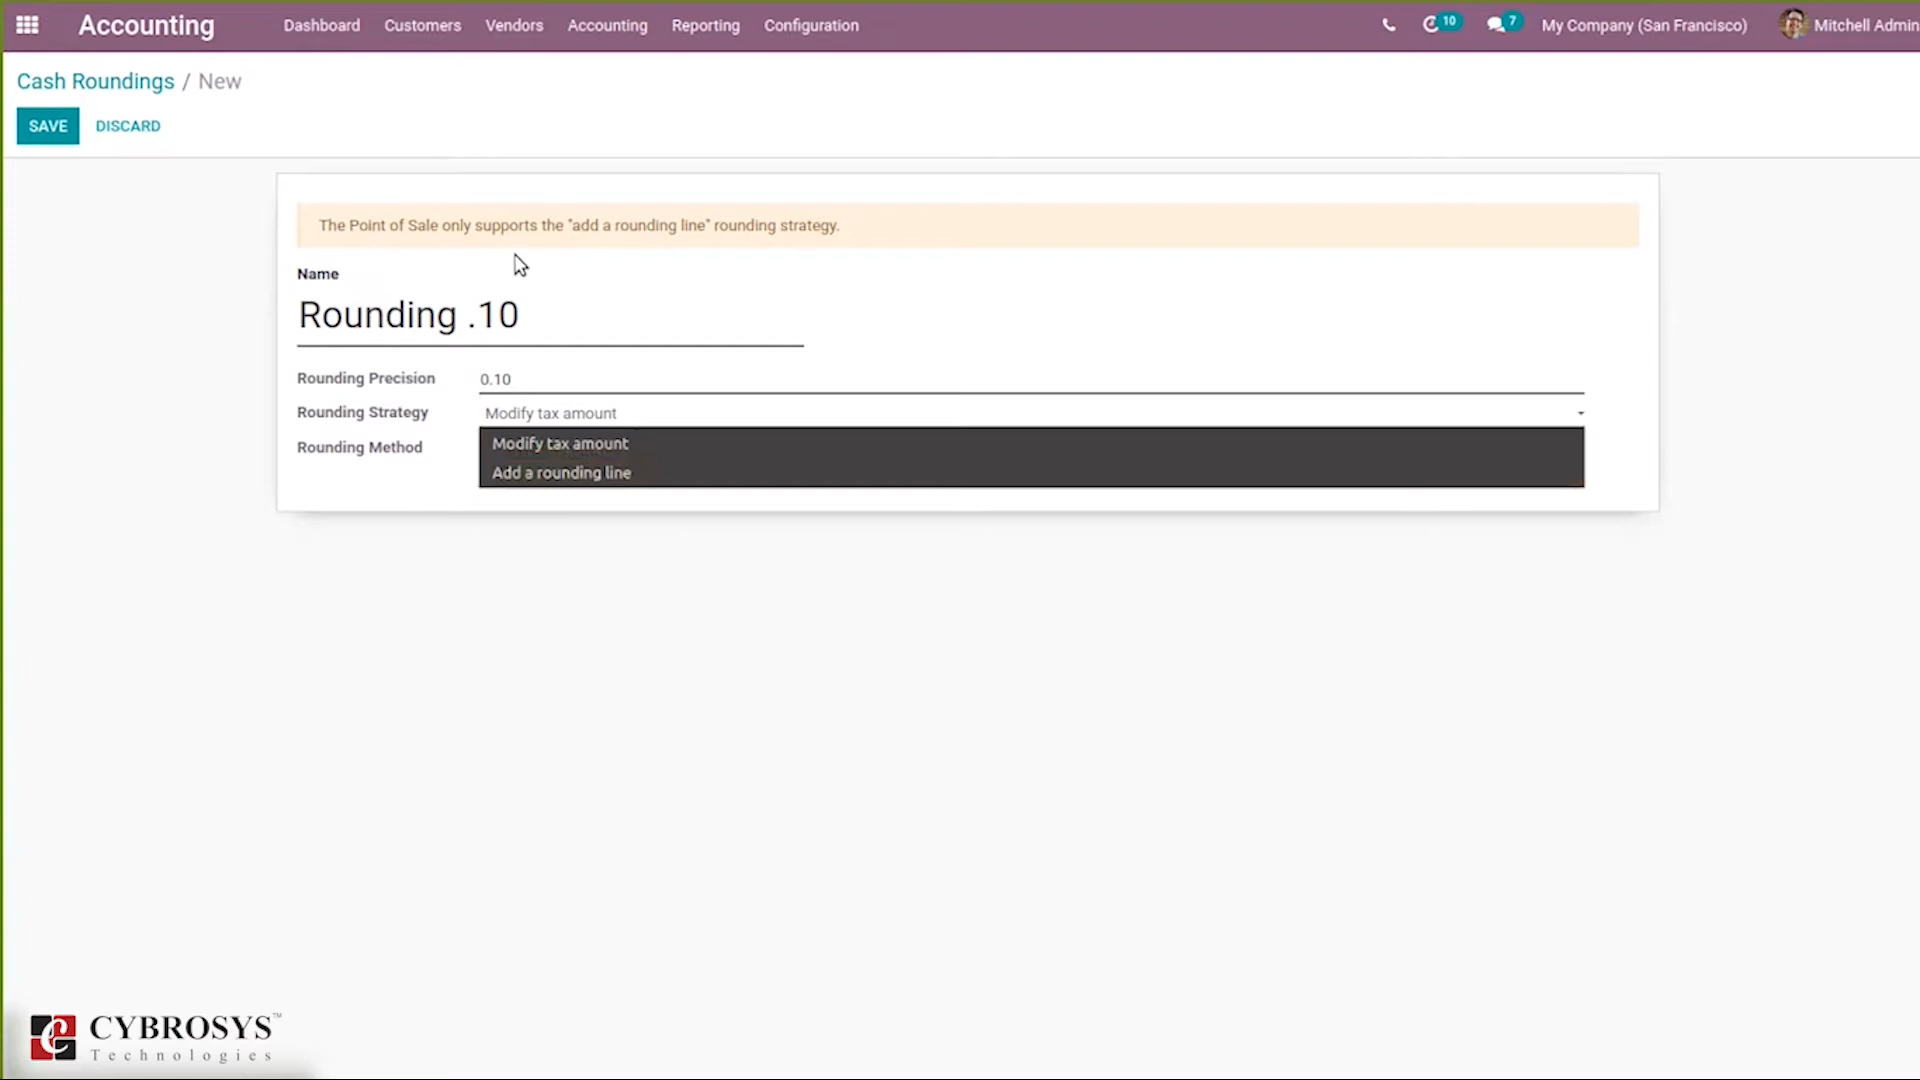 Accounting Dashboard Customers Vendors Accounting Reporting Configuration 10 7 My Company (San Francisco) Mitchell Admin
Cash Roundings / New
SAVE DISCARD
The Point of Sale only supports the "add a rounding line" rounding strategy.
Name
Rounding .10
Rounding Precision 0.10
Rounding Strategy Modify tax amount
Rounding Method
Modify tax amount
Add a rounding line
CYBROSYS™
Technologies